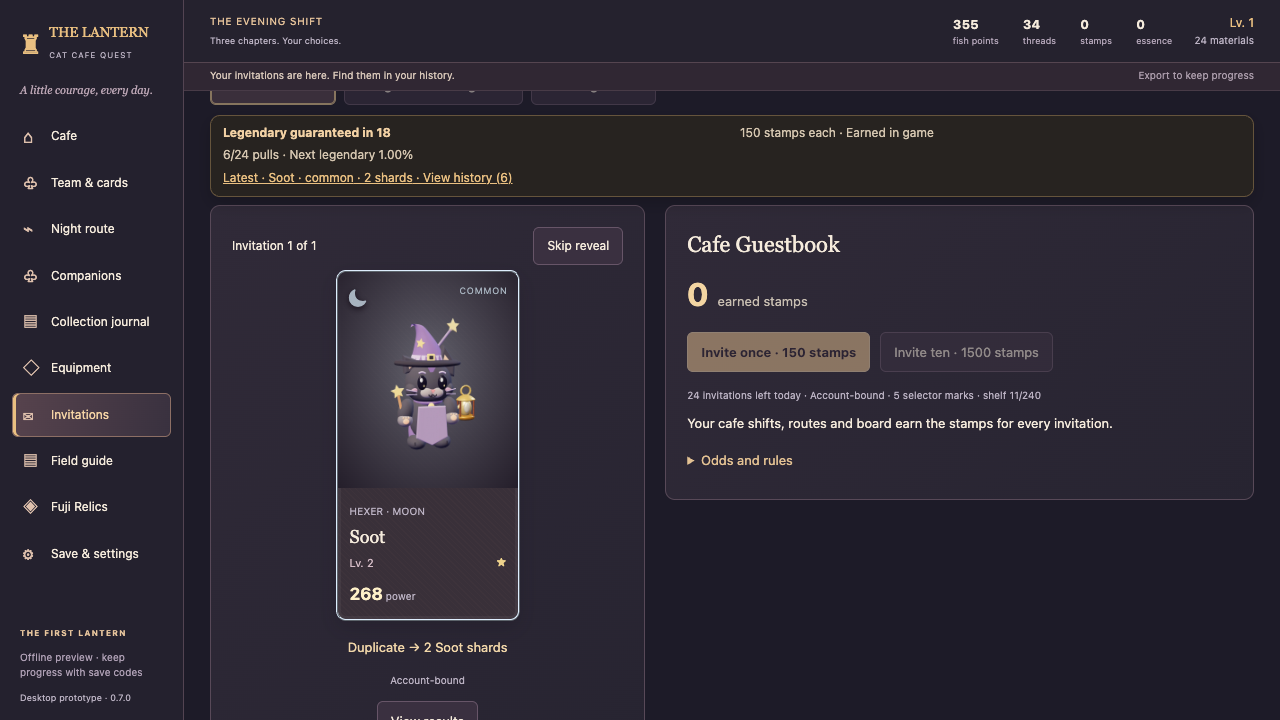 THE LANTERN
CAT CAFE QUEST
A little courage, every day.
Cafe
Team & cards
Night route
Companions
Collection journal
Equipment
Invitations
Field guide
Fuji Relics
Save & settings
THE FIRST LANTERN
Offline preview · keep
progress with save codes
Desktop prototype · 0.7.0
THE EVENING SHIFT
Three chapters. Your choices.
355 fish points
34 threads
0 stamps
0 essence
Lv. 1
24 materials
Your invitations are here. Find them in your history.
Export to keep progress
Legendary guaranteed in 18
150 stamps each · Earned in game
6/24 pulls · Next legendary 1.00%
Latest · Soot · common · 2 shards · View history (6)
Invitation 1 of 1
Skip reveal
COMMON
HEXER · MOON
Soot
Lv. 2
268 power
Duplicate → 2 Soot shards
Account-bound
View results
Cafe Guestbook
0 earned stamps
Invite once · 150 stamps
Invite ten · 1500 stamps
24 invitations left today · Account-bound · 5 selector marks · shelf 11/240
Your cafe shifts, routes and board earn the stamps for every invitation.
Odds and rules